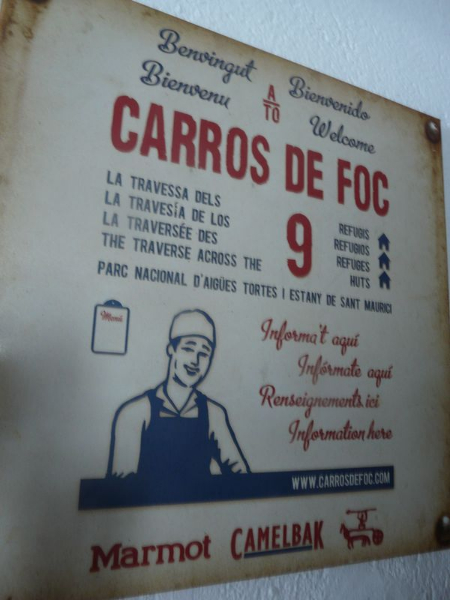 Benvingut
Bienvenu
A
TO
Bienvenido
Welcome
CARROS DE FOC
LA TRAVESSA DELS
LA TRAVESÍA DE LOS
LA TRAVERSÉE DES
THE TRAVERSE ACROSS THE
9
REFUGIS
REFUGIOS
REFUGES
HUTS
PARC NACIONAL D'AIGÜES TORTES I ESTANY DE SANT MAURICI
Menú
Informa't aquí
Infórmate aquí
Renseignements ici
Information here
WWW.CARROSDEFOC.COM
Marmot CAMELBAK